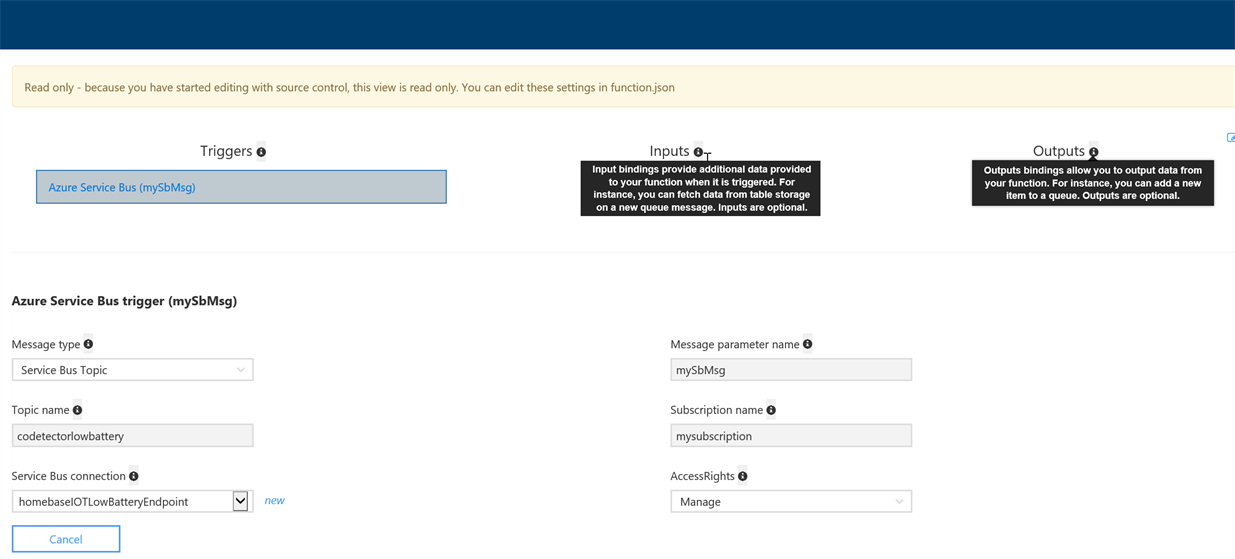 Read only - because you have started editing with source control, this view is read only. You can edit these settings in function.json
Triggers
Inputs
Outputs
Azure Service Bus (mySbMsg)
Input bindings provide additional data provided
to your function when it is triggered. For
instance, you can fetch data from table storage
on a new queue message. Inputs are optional.
Outputs bindings allow you to output data from
your function. For instance, you can add a new
item to a queue. Outputs are optional.
Azure Service Bus trigger (mySbMsg)
Message type
Message parameter name
Service Bus Topic
mySbMsg
Topic name
Subscription name
codetectorlowbattery
mysubscription
Service Bus connection
AccessRights
homebaseIOTLowBatteryEndpoint
new
Manage
Cancel